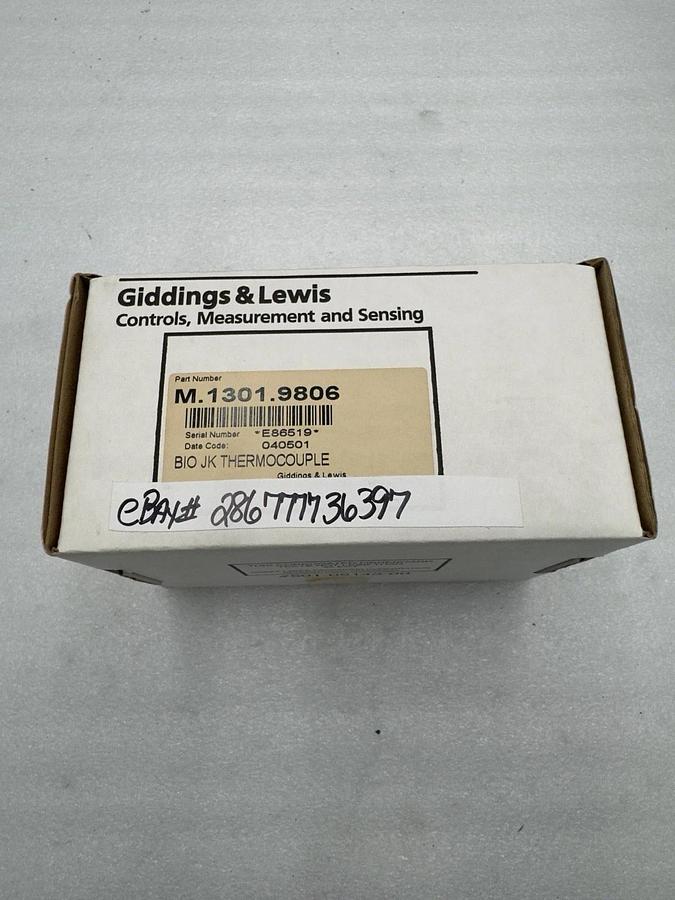 Giddings & Lewis
Controls, Measurement and Sensing
Part Number
M.1301.9806
Serial Number *E86519*
Date Code: 040501
BIO JK THERMOCOUPLE
Giddings & Lewis
eBAY# 286777736397